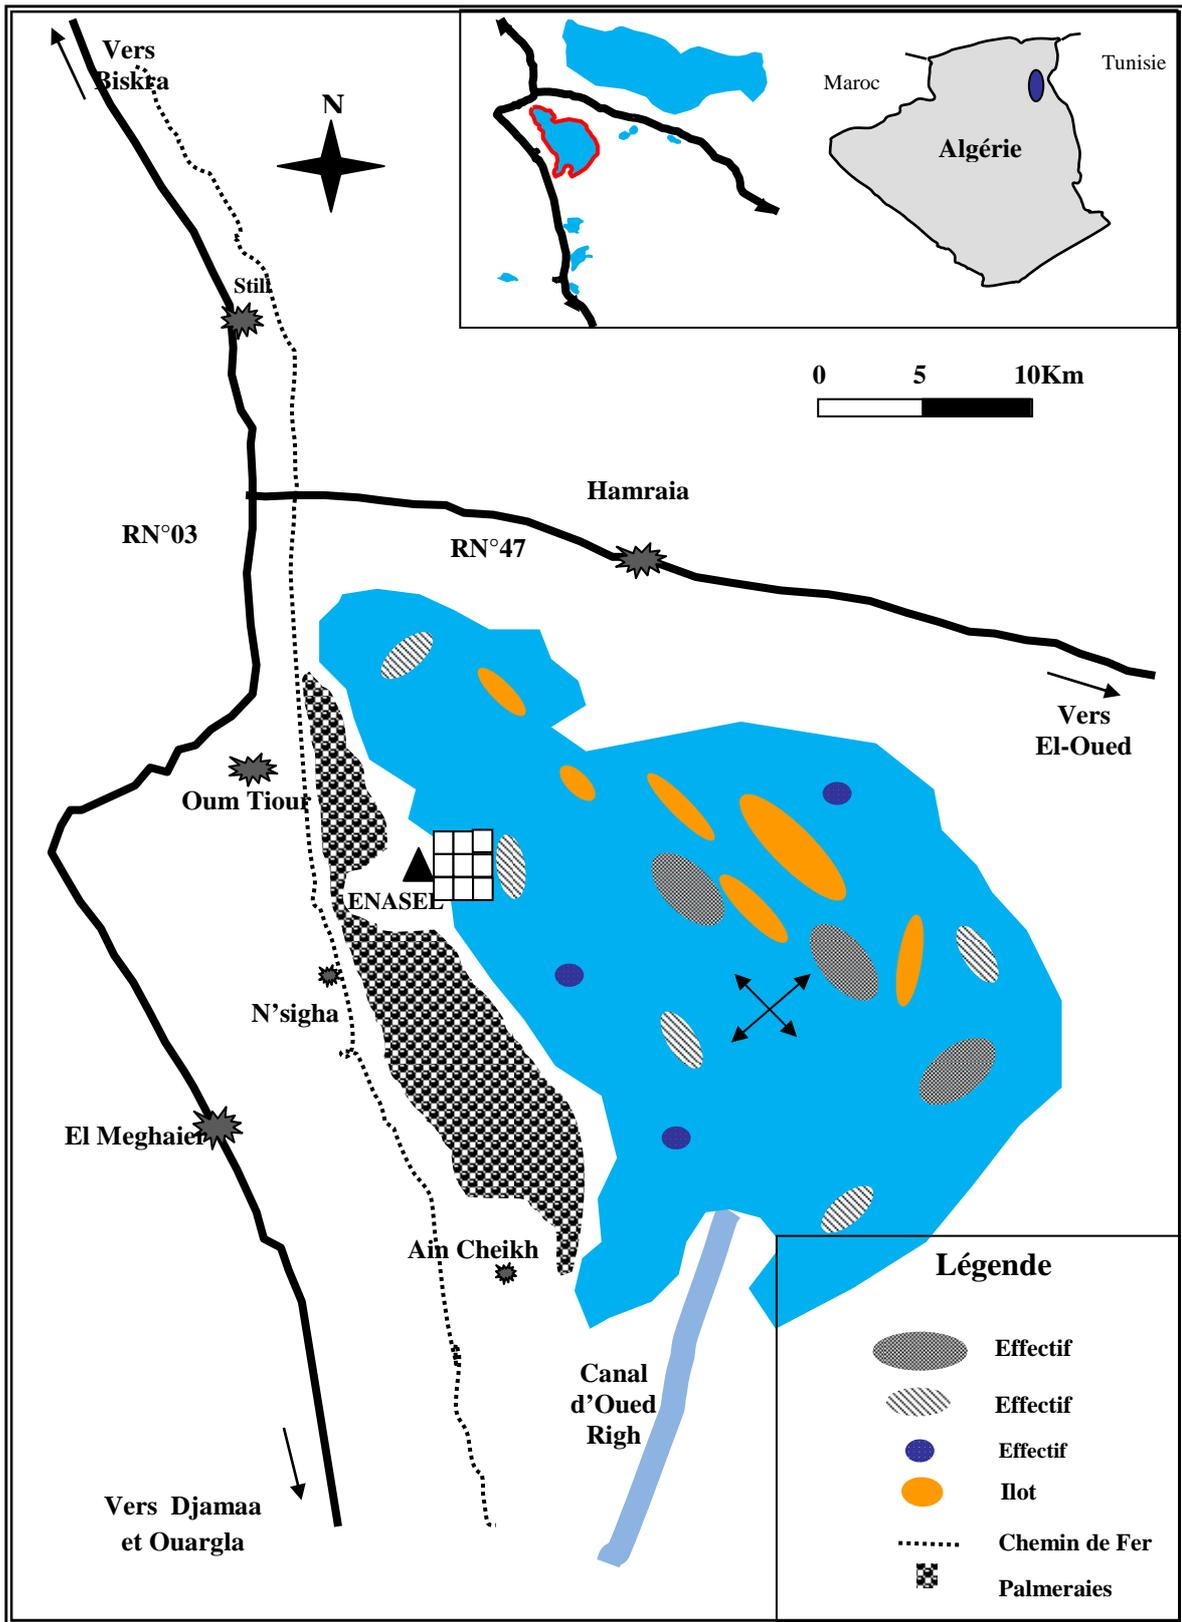 Vers
Biskra
N
Maroc
Tunisie
Algérie
Still
0 5 10Km
Hamraia
RN°03
RN°47
Vers
El-Oued
Oum Tiour
ENASEL
N'sigha
El Meghaier
Ain Cheikh
Canal
d'Oued
Righ
Vers Djamaa
et Ouargla
Légende
Effectif
Effectif
Effectif
Ilot
Chemin de Fer
Palmeraies